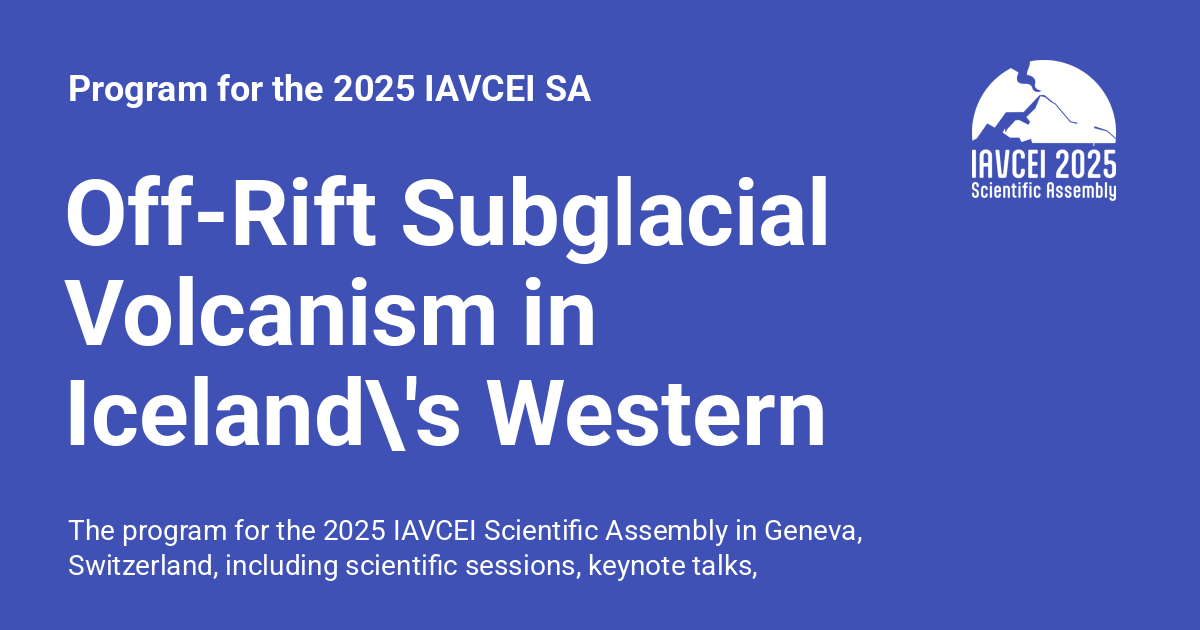 Program for the 2025 IAVCEI SA
IAVCEI 2025
Scientific Assembly
Off-Rift Subglacial
Volcanism in
Iceland\'s Western
The program for the 2025 IAVCEI Scientific Assembly in Geneva,
Switzerland, including scientific sessions, keynote talks,